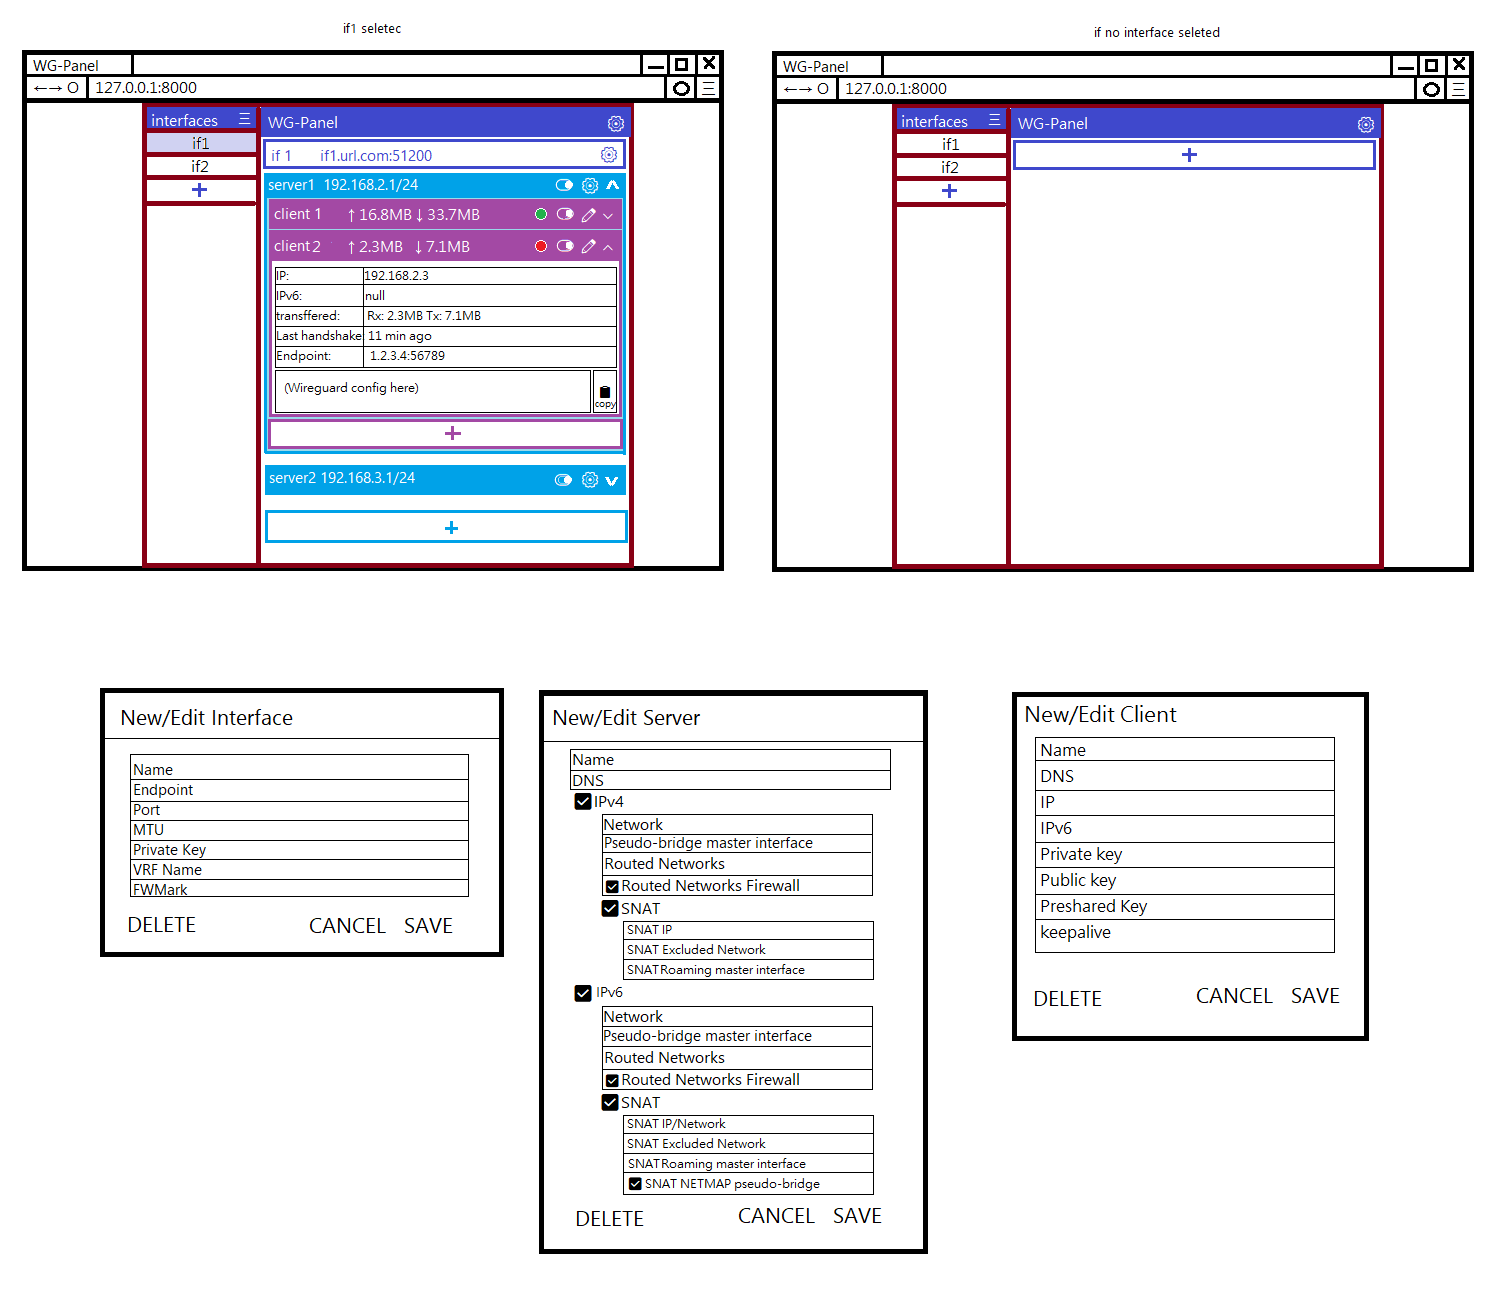 if1 seletec
WG-Panel
←→ O 127.0.0.1:8000
interfaces
if1
if2
+
WG-Panel
if 1 if1.url.com:51200
server1 192.168.2.1/24
client 1 ↑16.8MB ↓33.7MB
client2 ↑2.3MB ↓7.1MB
IP: 192.168.2.3
IPv6: null
transffered: Rx: 2.3MB Tx: 7.1MB
Last handshake: 11 min ago
Endpoint: 1.2.3.4:56789
(Wireguard config here)
copy
+
server2 192.168.3.1/24
+
if no interface seleted
WG-Panel
←→ O 127.0.0.1:8000
interfaces
if1
if2
+
WG-Panel
+
New/Edit Interface
Name
Endpoint
Port
MTU
Private Key
VRF Name
FWMark
DELETE CANCEL SAVE
New/Edit Server
Name
DNS
IPv4
Network
Pseudo-bridge master interface
Routed Networks
Routed Networks Firewall
SNAT
SNAT IP
SNAT Excluded Network
SNAT Roaming master interface
IPv6
Network
Pseudo-bridge master interface
Routed Networks
Routed Networks Firewall
SNAT
SNAT IP/Network
SNAT Excluded Network
SNAT Roaming master interface
SNAT NETMAP pseudo-bridge
DELETE CANCEL SAVE
New/Edit Client
Name
DNS
IP
IPv6
Private key
Public key
Preshared Key
keepalive
DELETE CANCEL SAVE